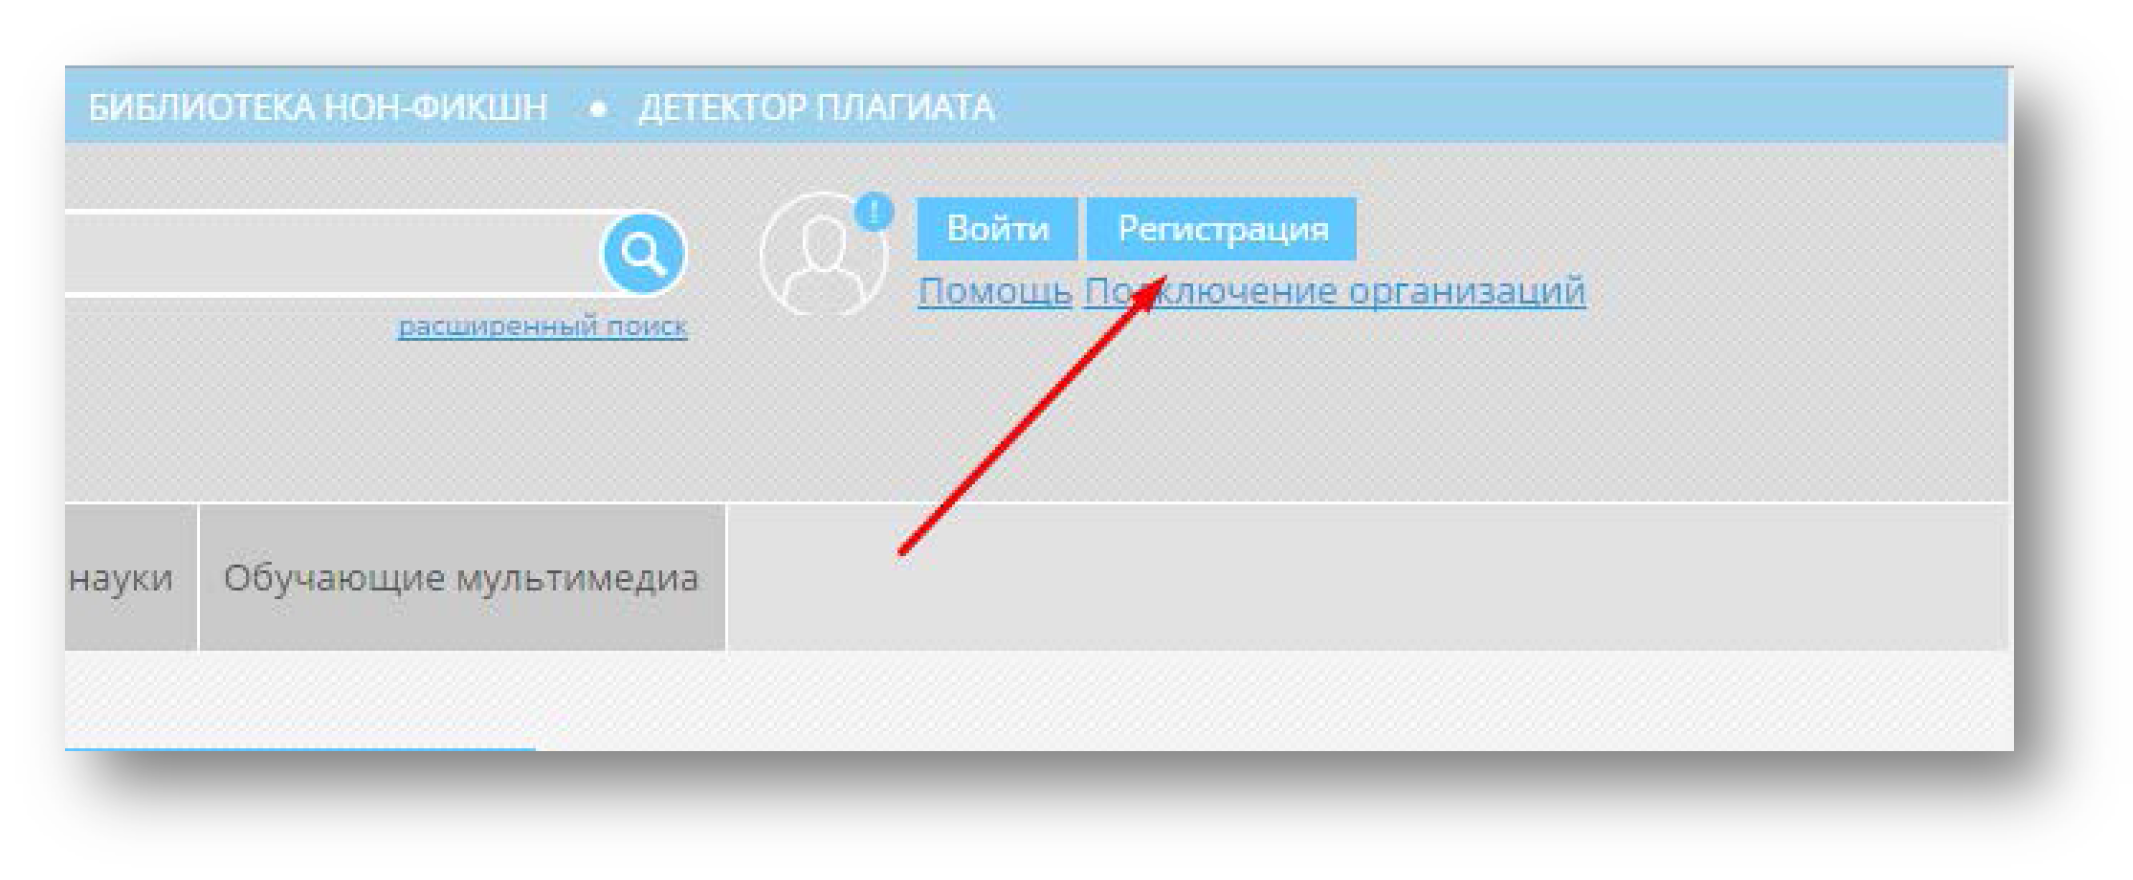 БИБЛИОТЕКА НОН-ФИКШН • ДЕТЕКТОР ПЛАГИАТА
! Войти Регистрация
Помощь Подключение организаций
расширенный поиск
науки Обучающие мультимедиа